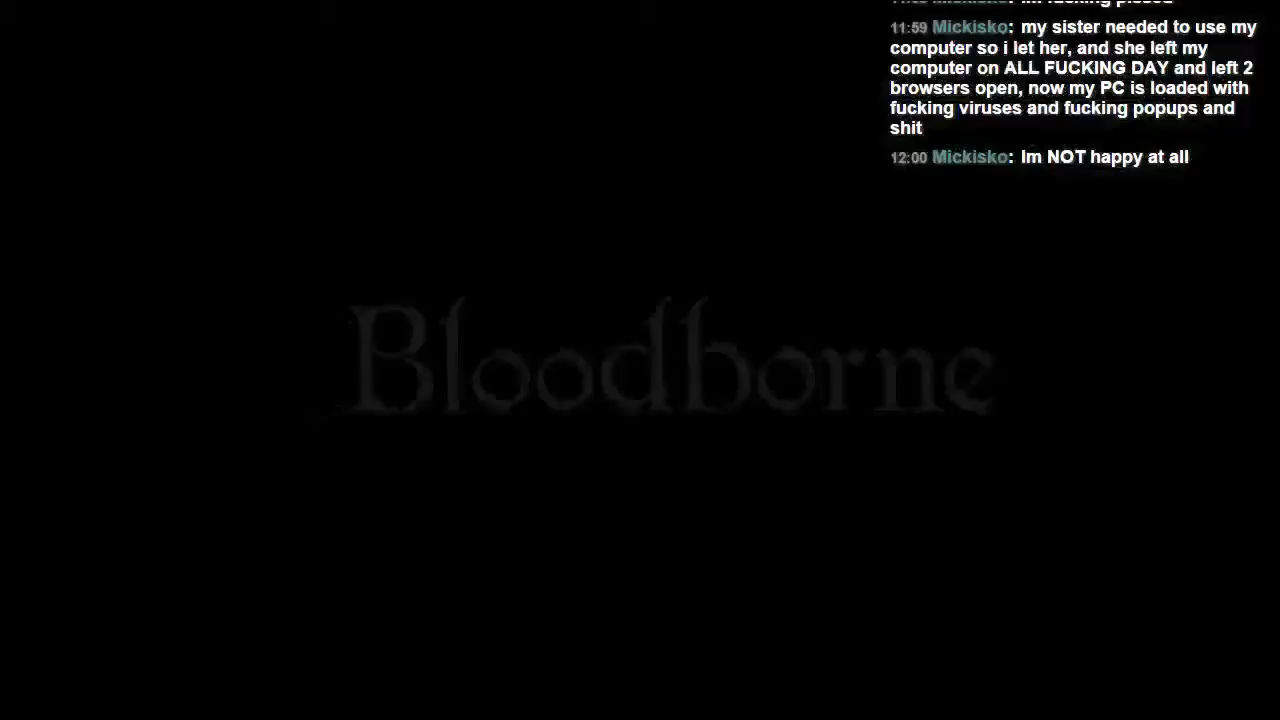 11:59 Mickisko: my sister needed to use my
computer so i let her, and she left my
computer on ALL FUCKING DAY and left 2
browsers open, now my PC is loaded with
fucking viruses and fucking popups and
shit
12:00 Mickisko: Im NOT happy at all
Bloodborne